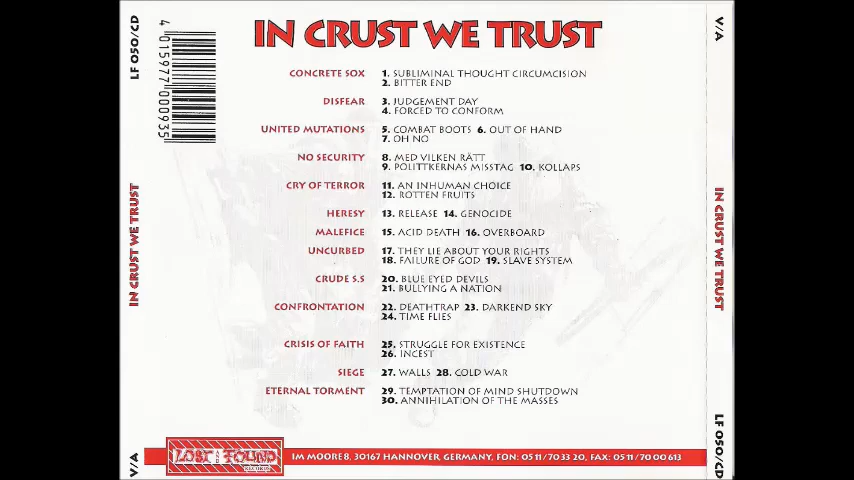 IN CRUST WE TRUST
CONCRETE SOX 1. SUBLIMINAL THOUGHT CIRCUMCISION
2. BITTER END
DISFEAR 3. JUDGEMENT DAY
4. FORCED TO CONFORM
UNITED MUTATIONS 5. COMBAT BOOTS 6. OUT OF HAND
7. OH NO
NO SECURITY 8. MED VILKEN RÄTT
9. POLITTKERNAS MISSTAG 10. KOLLAPS
CRY OF TERROR 11. AN INHUMAN CHOICE
12. ROTTEN FRUITS
HERESY 13. RELEASE 14. GENOCIDE
MALEFICE 15. ACID DEATH 16. OVERBOARD
UNCURBED 17. THEY LIE ABOUT YOUR RIGHTS
18. FAILURE OF GOD 19. SLAVE SYSTEM
CRUDE S.S 20. BLUE EYED DEVILS
21. BULLYING A NATION
CONFRONTATION 22. DEATHTRAP 23. DARKEND SKY
24. TIME FLIES
CRISIS OF FAITH 25. STRUGGLE FOR EXISTENCE
26. INCEST
SIEGE 27. WALLS 28. COLD WAR
ETERNAL TORMENT 29. TEMPTATION OF MIND SHUTDOWN
30. ANNIHILATION OF THE MASSES
LOST AND FOUND
RECORDS
IM MOORE 8, 30167 HANNOVER GERMANY, FON: 0511/70 33 20, FAX: 05 11/70 00 613
4 015977 000935
LF 050/CD
IN CRUST WE TRUST
V/A
V/A
IN CRUST WE TRUST
LF 050/CD